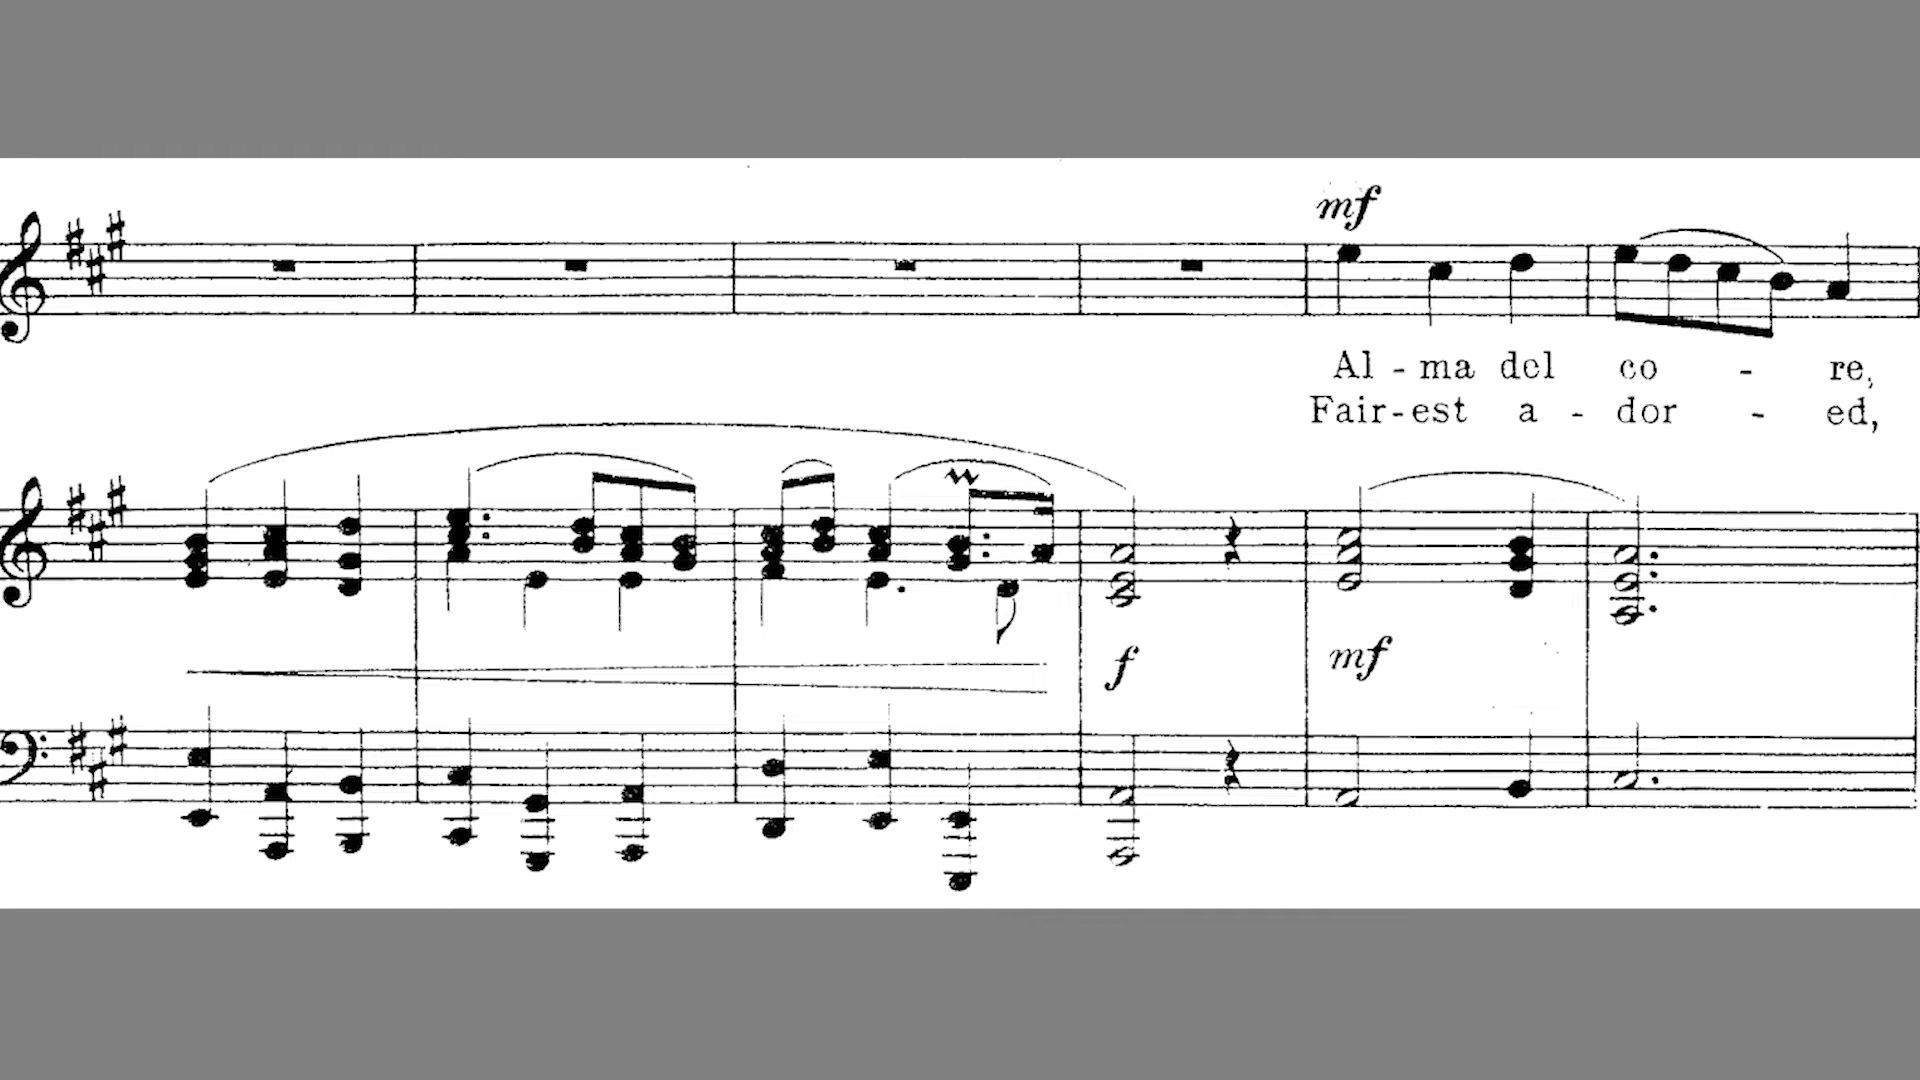 mf
Al - ma del co - re,
Fair-est a - dor - ed,
f mf